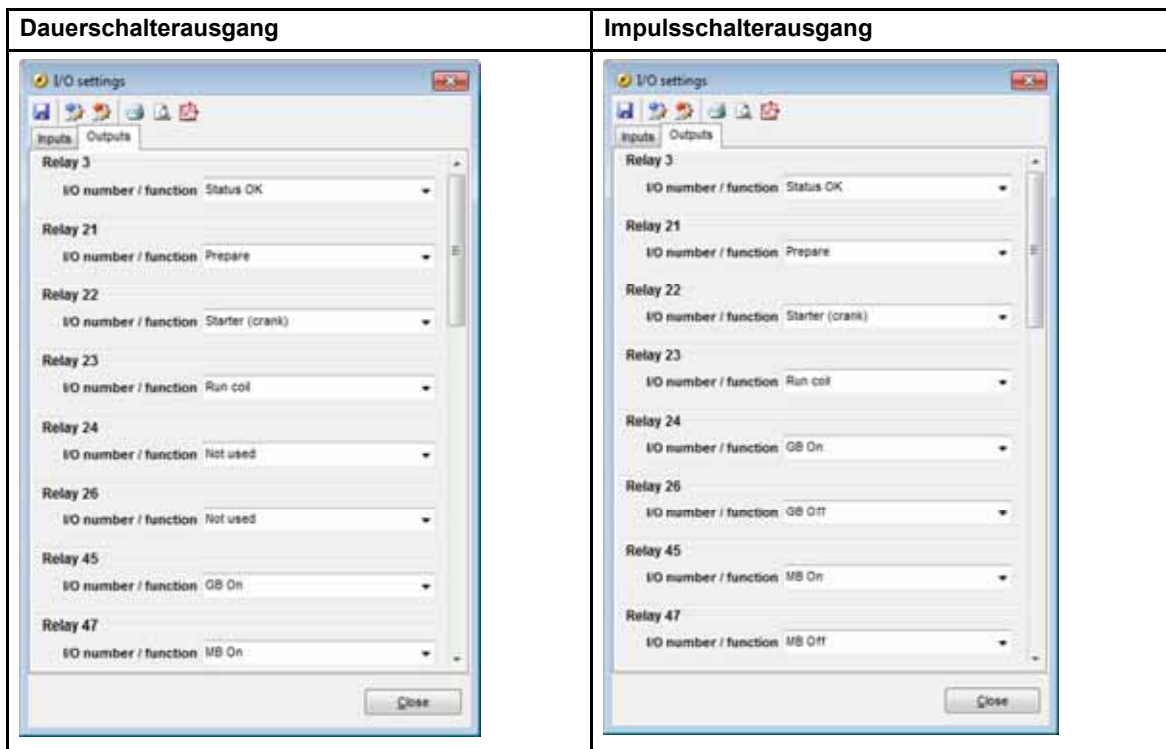 Dauerschalterausgang
I/O settings
Inputs Outputs
Relay 3
I/O number / function Status OK
Relay 21
I/O number / function Prepare
Relay 22
I/O number / function Starter (crank)
Relay 23
I/O number / function Run coil
Relay 24
I/O number / function Not used
Relay 26
I/O number / function Not used
Relay 45
I/O number / function GB On
Relay 47
I/O number / function MB On
Close
Impulsschalterausgang
I/O settings
Inputs Outputs
Relay 3
I/O number / function Status OK
Relay 21
I/O number / function Prepare
Relay 22
I/O number / function Starter (crank)
Relay 23
I/O number / function Run coil
Relay 24
I/O number / function GB On
Relay 26
I/O number / function GB Off
Relay 45
I/O number / function MB On
Relay 47
I/O number / function MB Off
Close